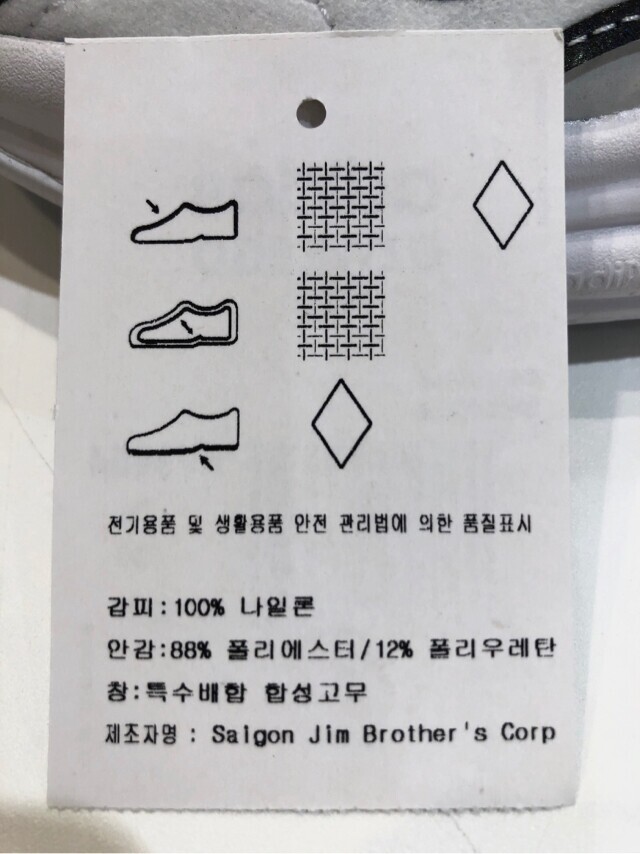 전기용품 및 생활용품 안전 관리법에 의한 품질표시
감피:100% 나일론
안감:88% 폴리에스터/12% 폴리우레탄
창:특수배합 합성고무
제조자명 : Saigon Jim Brother's Corp